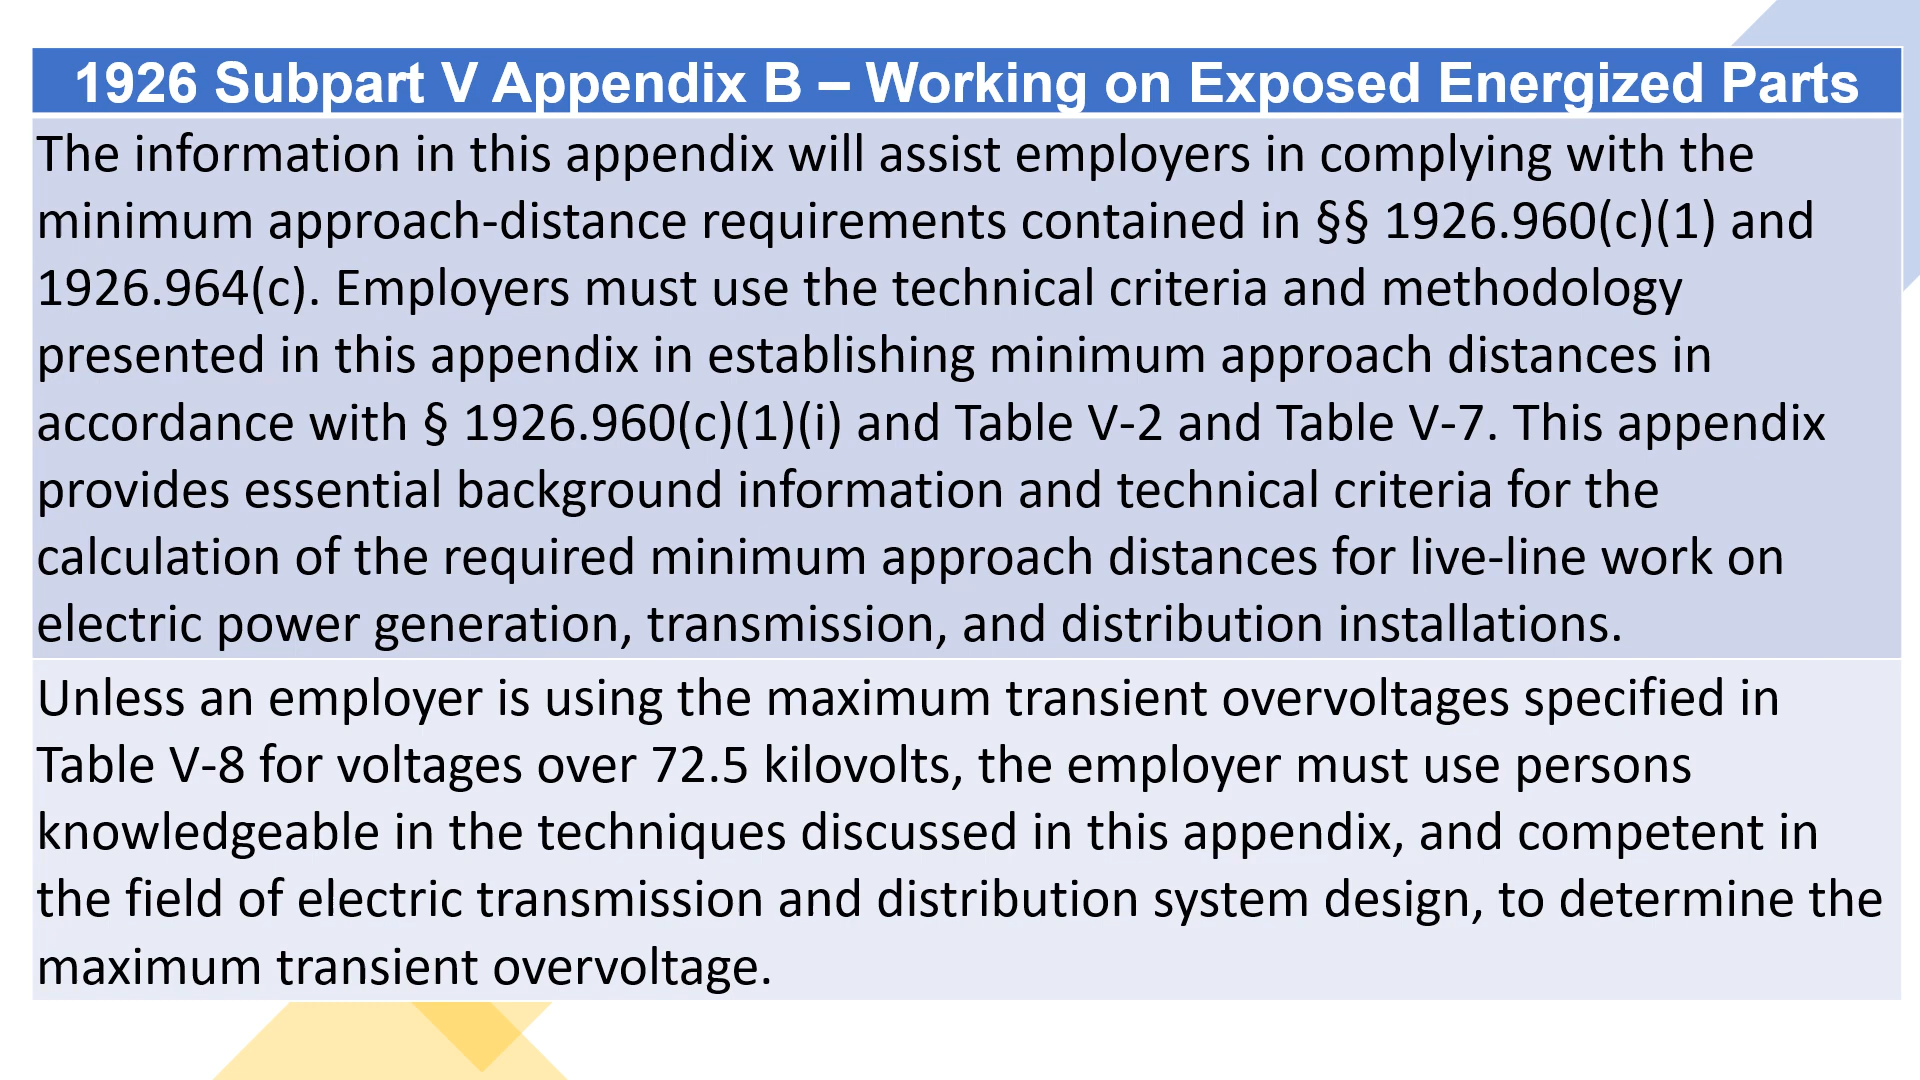 1926 Subpart V Appendix B – Working on Exposed Energized Parts
The information in this appendix will assist employers in complying with the
minimum approach-distance requirements contained in §§ 1926.960(c)(1) and
1926.964(c). Employers must use the technical criteria and methodology
presented in this appendix in establishing minimum approach distances in
accordance with § 1926.960(c)(1)(i) and Table V-2 and Table V-7. This appendix
provides essential background information and technical criteria for the
calculation of the required minimum approach distances for live-line work on
electric power generation, transmission, and distribution installations.
Unless an employer is using the maximum transient overvoltages specified in
Table V-8 for voltages over 72.5 kilovolts, the employer must use persons
knowledgeable in the techniques discussed in this appendix, and competent in
the field of electric transmission and distribution system design, to determine the
maximum transient overvoltage.